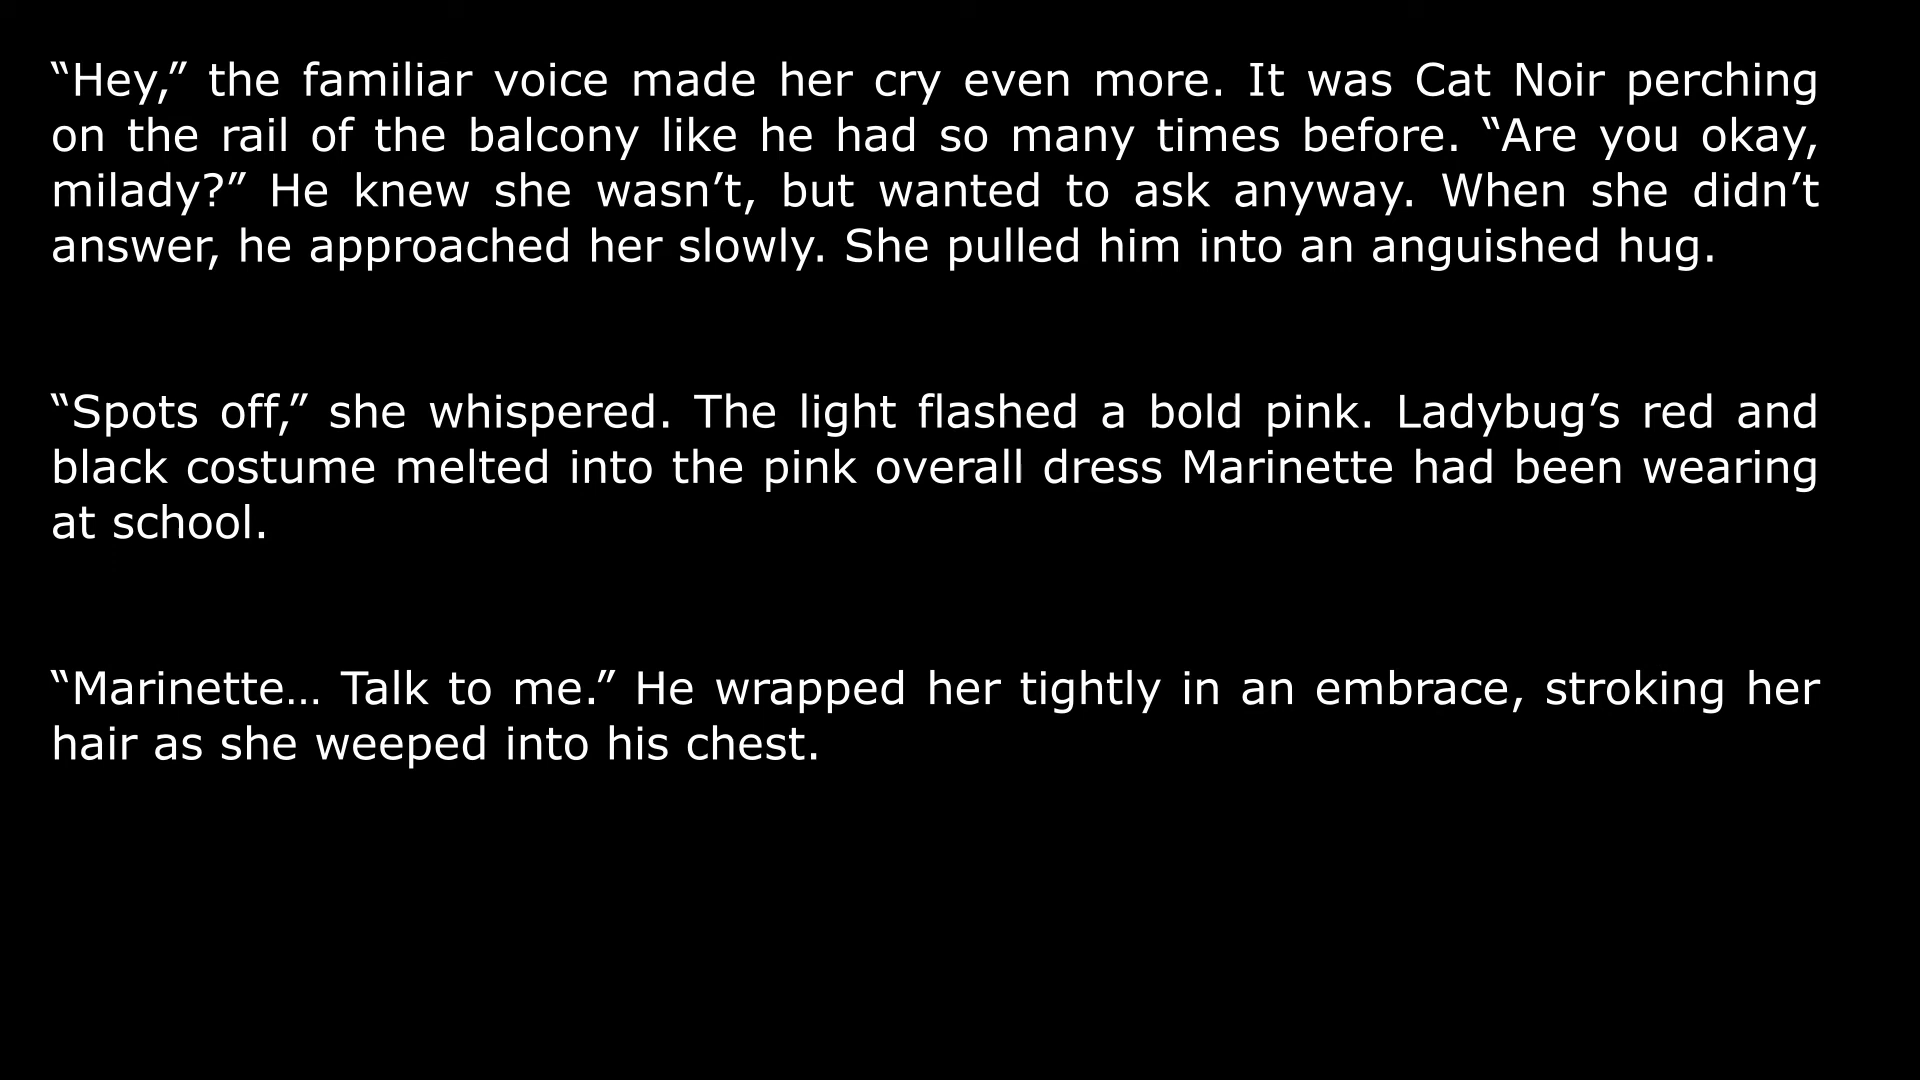 “Hey,” the familiar voice made her cry even more. It was Cat Noir perching
on the rail of the balcony like he had so many times before. “Are you okay,
milady?” He knew she wasn’t, but wanted to ask anyway. When she didn’t
answer, he approached her slowly. She pulled him into an anguished hug.
“Spots off,” she whispered. The light flashed a bold pink. Ladybug’s red and
black costume melted into the pink overall dress Marinette had been wearing
at school.
“Marinette… Talk to me.” He wrapped her tightly in an embrace, stroking her
hair as she weeped into his chest.